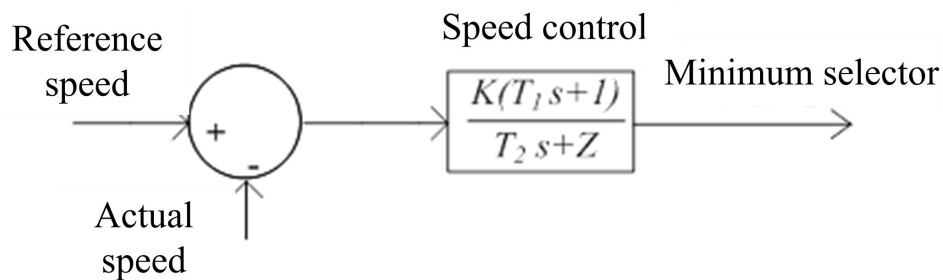 Reference
speed
Speed control
Minimum selector
+
-
K(T₁s+1)
T₂s+Z
Actual
speed